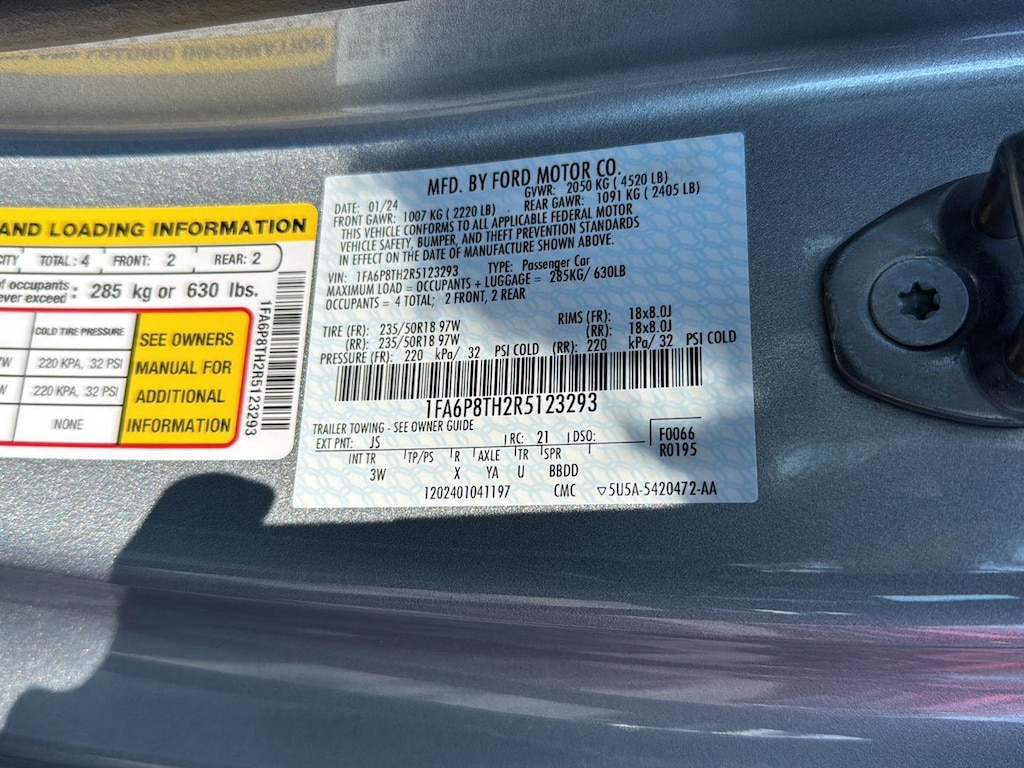 AND LOADING INFORMATION
CITY TOTAL: 4 FRONT: 2 REAR: 2
of occupants
ever exceed : 285 kg or 630 lbs.
COLD TIRE PRESSURE
220 KPA, 32 PSI
220 KPA, 32 PSI
NONE
SEE OWNERS
MANUAL FOR
ADDITIONAL
INFORMATION
1FA6P8TH2R5123293
MFD. BY FORD MOTOR CO.
DATE: 01/24 GVWR: 2050 KG ( 4520 LB)
FRONT GAWR: 1007 KG ( 2220 LB) REAR GAWR: 1091 KG ( 2405 LB)
THIS VEHICLE CONFORMS TO ALL APPLICABLE FEDERAL MOTOR
VEHICLE SAFETY, BUMPER, AND THEFT PREVENTION STANDARDS
IN EFFECT ON THE DATE OF MANUFACTURE SHOWN ABOVE.
VIN: 1FA6P8TH2R5123293 TYPE: Passenger Car
MAXIMUM LOAD = OCCUPANTS + LUGGAGE = 285KG/ 630LB
OCCUPANTS = 4 TOTAL; 2 FRONT, 2 REAR
TIRE (FR): 235/50R18 97W RIMS (FR): 18x8.0J
(RR): 235/50R18 97W (RR): 18x8.0J
PRESSURE (FR): 220 kPa/ 32 PSI COLD (RR): 220 kPa/ 32 PSI COLD
1FA6P8TH2R5123293
TRAILER TOWING - SEE OWNER GUIDE
EXT PNT: JS RC: 21 DSO: F0066
R0195
INT TR TP/PS R AXLE TR SPR
3W X YA U BBDD
1202401041197 CMC ▽5U5A-5420472-AA